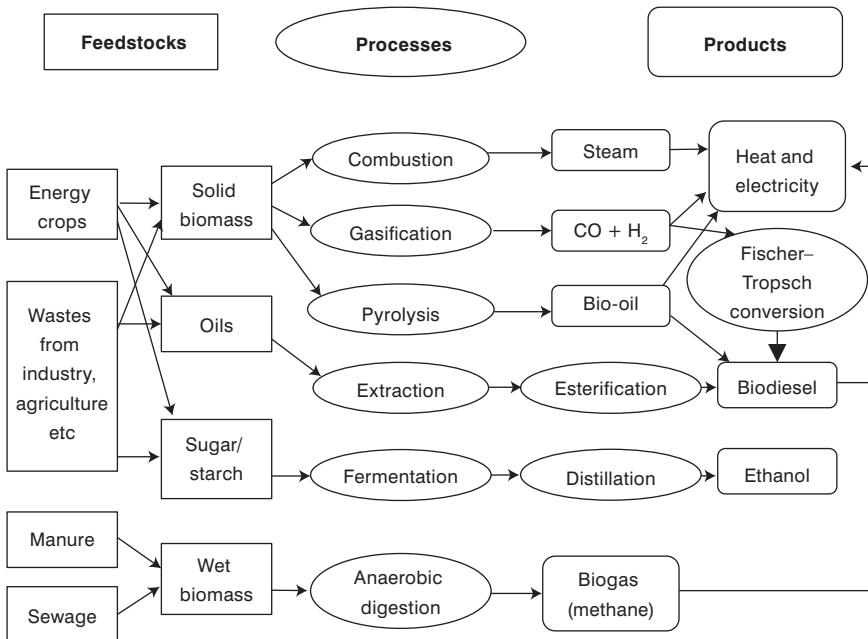 Feedstocks
Processes
Products
Energy
crops
Solid
biomass
Combustion
Steam
Heat and
electricity
Gasification
CO + H₂
Fischer–
Tropsch
conversion
Wastes
from
industry,
agriculture
etc
Oils
Pyrolysis
Bio-oil
Extraction
Esterification
Biodiesel
Sugar/
starch
Fermentation
Distillation
Ethanol
Manure
Sewage
Wet
biomass
Anaerobic
digestion
Biogas
(methane)